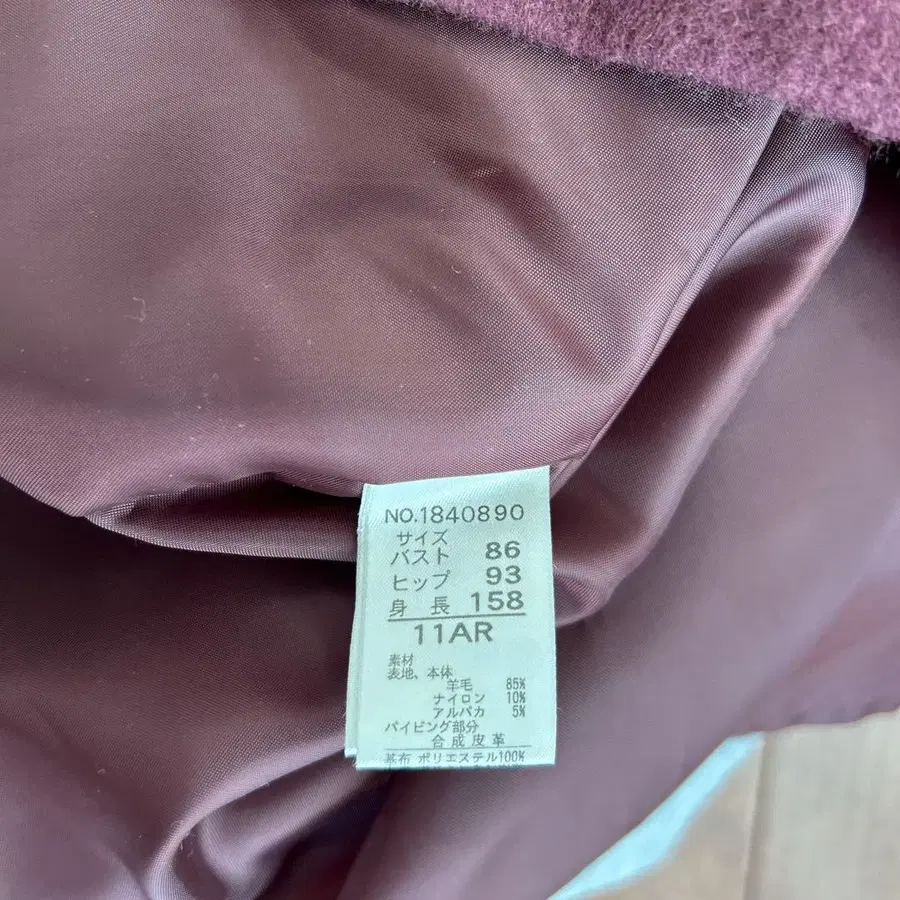 NO.1840890
サイズ
バスト 86
ヒップ 93
身長 158
11AR
素材
表地、本体
羊毛 85%
ナイロン 10%
アルパカ 5%
パイピング部分
合成皮革
基布 ポリエステル100%